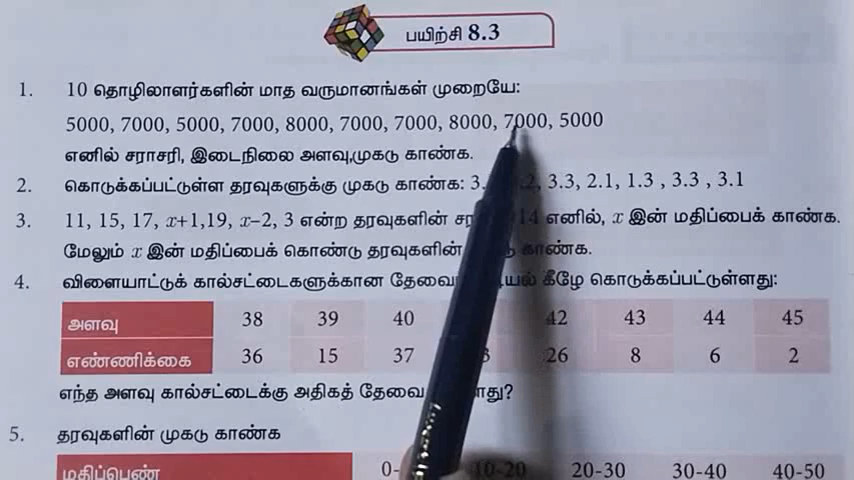 பயிற்சி 8.3
1. 10 தொழிலாளர்களின் மாத வருமானங்கள் முறையே:
5000, 7000, 5000, 7000, 8000, 7000, 7000, 8000, 7000, 5000
எனில் சராசரி, இடைநிலை அளவு,முகடு காண்க.
2. கொடுக்கப்பட்டுள்ள தரவுகளுக்கு முகடு காண்க: 3.3, 2.1, 1.3 , 3.3 , 3.1
3. 11, 15, 17, x+1,19, x–2, 3 என்ற தரவுகளின் 14 எனில், x இன் மதிப்பைக் காண்க.
மேலும் x இன் மதிப்பைக் கொண்டு தரவுகளின் காண்க.
4. விளையாட்டுக் கால்சட்டைகளுக்கான கீழே கொடுக்கப்பட்டுள்ளது:
அளவு 38 39 40 42 43 44 45
எண்ணிக்கை 36 15 37 26 8 6 2
எந்த அளவு கால்சட்டைக்கு அதிகத்
5. தரவுகளின் முகடு காண்க
மதிப்பெண் 10-20 20-30 30-40 40-50